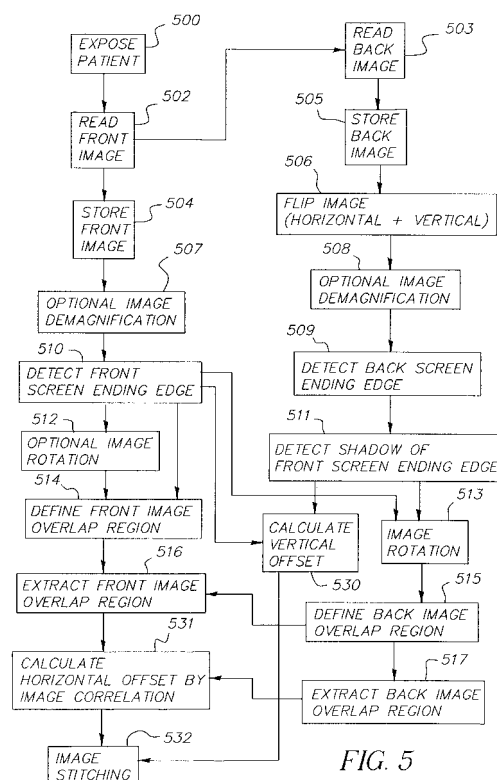 500
EXPOSE
PATIENT
502
READ
FRONT
IMAGE
503
READ
BACK
IMAGE
504
STORE
FRONT
IMAGE
505
STORE
BACK
IMAGE
506
FLIP IMAGE
(HORIZONTAL + VERTICAL)
507
OPTIONAL IMAGE
DEMAGNIFICATION
508
OPTIONAL IMAGE
DEMAGNIFICATION
509
DETECT BACK SCREEN
ENDING EDGE
510
DETECT FRONT
SCREEN ENDING EDGE
511
DETECT SHADOW OF
FRONT SCREEN ENDING EDGE
512
OPTIONAL IMAGE
ROTATION
513
IMAGE
ROTATION
514
DEFINE FRONT IMAGE
OVERLAP REGION
CALCULATE
VERTICAL
OFFSET
530
515
DEFINE BACK IMAGE
OVERLAP REGION
516
EXTRACT FRONT IMAGE
OVERLAP REGION
517
EXTRACT BACK IMAGE
OVERLAP REGION
531
CALCULATE
HORIZONTAL OFFSET BY
IMAGE CORRELATION
532
IMAGE
STITCHING
FIG. 5